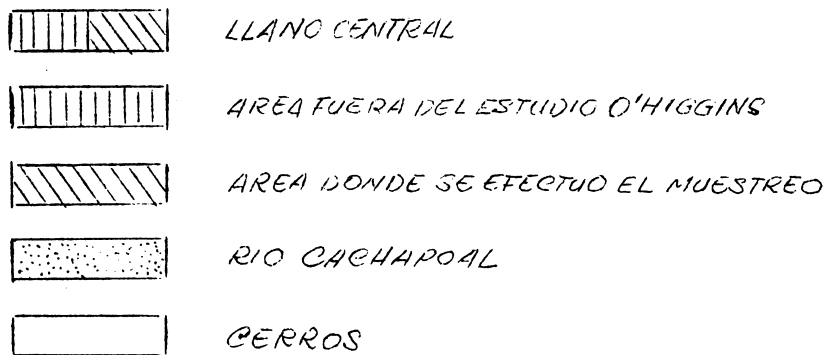 LLANO CENTRAL
AREA FUERA DEL ESTUDIO O'HIGGINS
AREA DONDE SE EFECTUO EL MUESTREO
RIO CACHAPOAL
CERROS